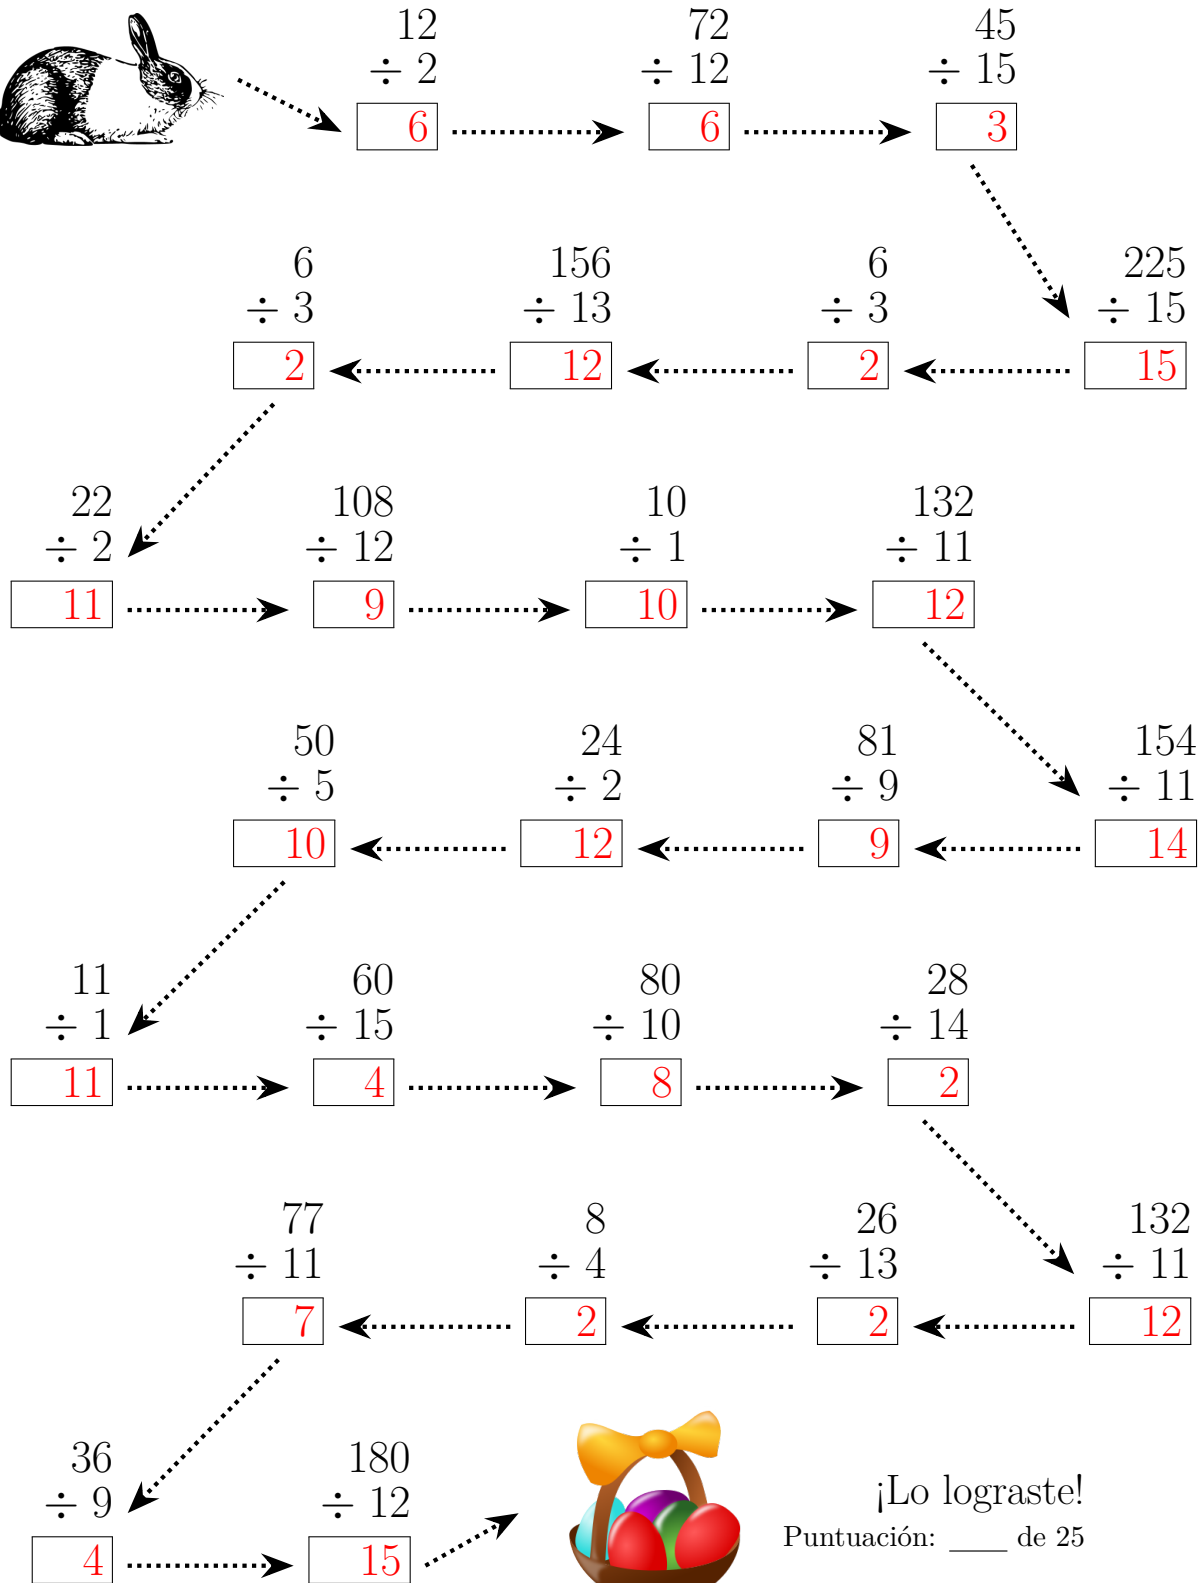 12 72 45
÷ 2 ÷ 12 ÷ 15
6 6 3
6 156 6 225
÷ 3 ÷ 13 ÷ 3 ÷ 15
2 12 2 15
22 108 10 132
÷ 2 ÷ 12 ÷ 1 ÷ 11
11 9 10 12
50 24 81 154
÷ 5 ÷ 2 ÷ 9 ÷ 11
10 12 9 14
11 60 80 28
÷ 1 ÷ 15 ÷ 10 ÷ 14
11 4 8 2
77 8 26 132
÷ 11 ÷ 4 ÷ 13 ÷ 11
7 2 2 12
36 180
÷ 9 ÷ 12
4 15
¡Lo lograste!
Puntuación: ___ de 25